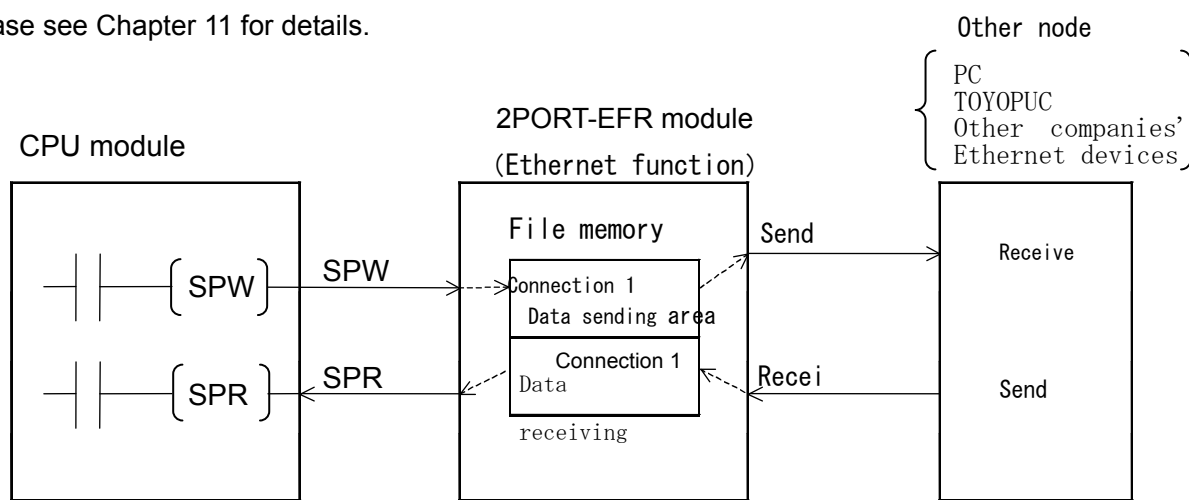 ase see Chapter 11 for details.
Other node
PC
TOYOPUC
Other companies'
Ethernet devices
2PORT-EFR module
(Ethernet function)
CPU module
File memory
Send
Receive
SPW
SPW
Connection 1
Data sending area
SPR
SPR
Connection 1
Data
receiving
Recei
Send